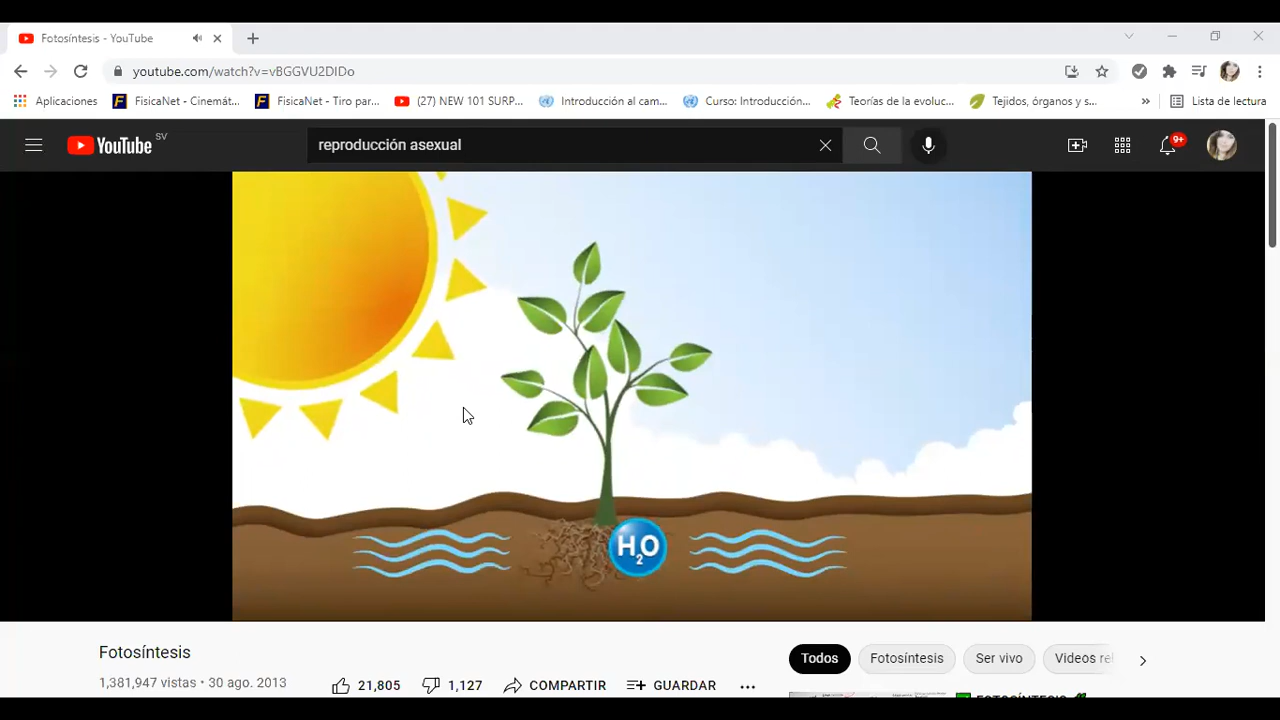 Fotosíntesis - YouTube
youtube.com/watch?v=vBGGVU2DIDo
Aplicaciones
FisicaNet - Cinemát...
FisicaNet - Tiro par...
(27) NEW 101 SURP...
Introducción al cam...
Curso: Introducción...
Teorías de la evoluc...
Tejidos, órganos y s...
»
Lista de lectura
YouTube SV
reproducción asexual
9+
H2O
Fotosíntesis
1,381,947 vistas • 30 ago. 2013
21,805
1,127
COMPARTIR
GUARDAR
Todos
Fotosíntesis
Ser vivo
Videos rel
FOTOSÍNTESIS